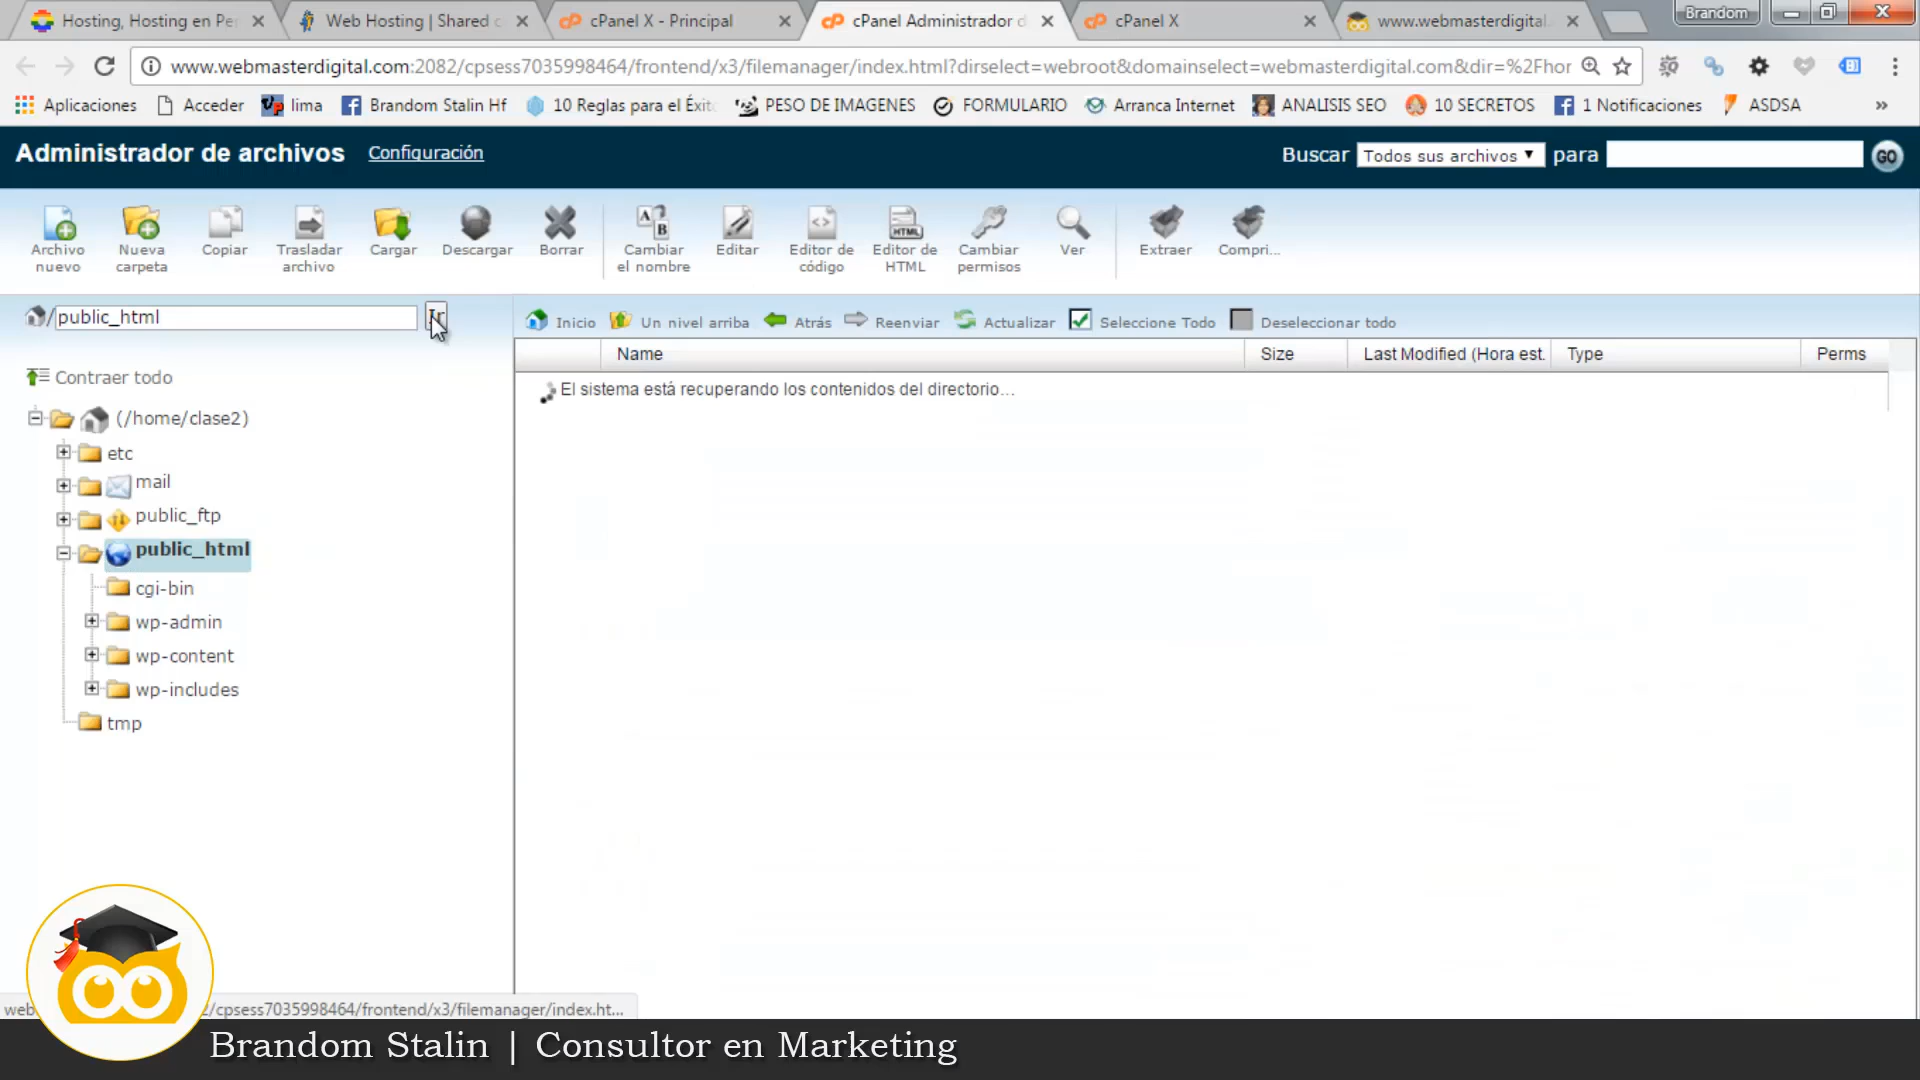 Hosting, Hosting en Per
Web Hosting | Shared c
cPanel X - Principal
cPanel Administrador d
cPanel X
www.webmasterdigital.
Brandom
www.webmasterdigital.com:2082/cpsess7035998464/frontend/x3/filemanager/index.html?dirselect=webroot&domainselect=webmasterdigital.com&dir=%2Fhor
Aplicaciones
Acceder
lima
Brandom Stalin Hf
10 Reglas para el Éxito
PESO DE IMAGENES
FORMULARIO
Arranca Internet
ANALISIS SEO
10 SECRETOS
1 Notificaciones
ASDSA
»
Administrador de archivos
Configuración
Buscar
Todos sus archivos
para
GO
Archivo nuevo
Nueva carpeta
Copiar
Trasladar archivo
Cargar
Descargar
Borrar
Cambiar el nombre
Editar
Editor de código
Editor de HTML
Cambiar permisos
Ver
Extraer
Compri...
/
public_html
Ir
Inicio
Un nivel arriba
Atrás
Reenviar
Actualizar
Seleccione Todo
Deseleccionar todo
Name
Size
Last Modified (Hora est.
Type
Perms
El sistema está recuperando los contenidos del directorio...
Contraer todo
(/home/clase2)
etc
mail
public_ftp
public_html
cgi-bin
wp-admin
wp-content
wp-includes
tmp
web
2/cpsess7035998464/frontend/x3/filemanager/index.ht...
Brandom Stalin | Consultor en Marketing